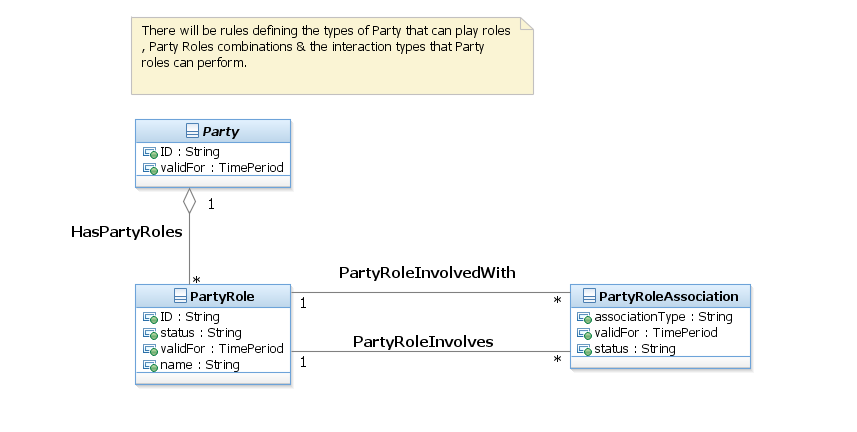 There will be rules defining the types of Party that can play roles
, Party Roles combinations & the interaction types that Party
roles can perform.
Party
ID : String
validFor : TimePeriod
1
HasPartyRoles
*
PartyRole
ID : String
status : String
validFor : TimePeriod
name : String
PartyRoleInvolvedWith
1
*
PartyRoleInvolves
1
*
PartyRoleAssociation
associationType : String
validFor : TimePeriod
status : String